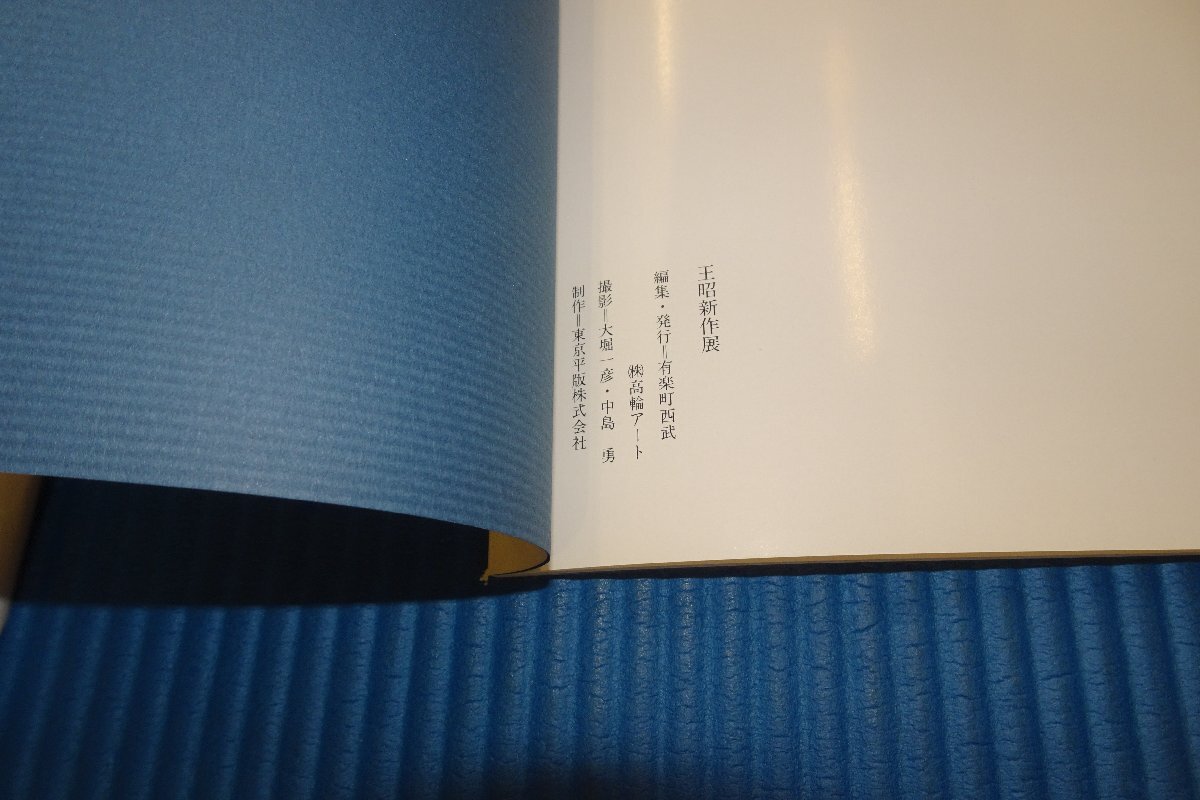 王昭新作展
編集・発行=有楽町西武
㈱高輪アート
撮影=大堀一彦・中島 勇
制作=東京平版株式会社